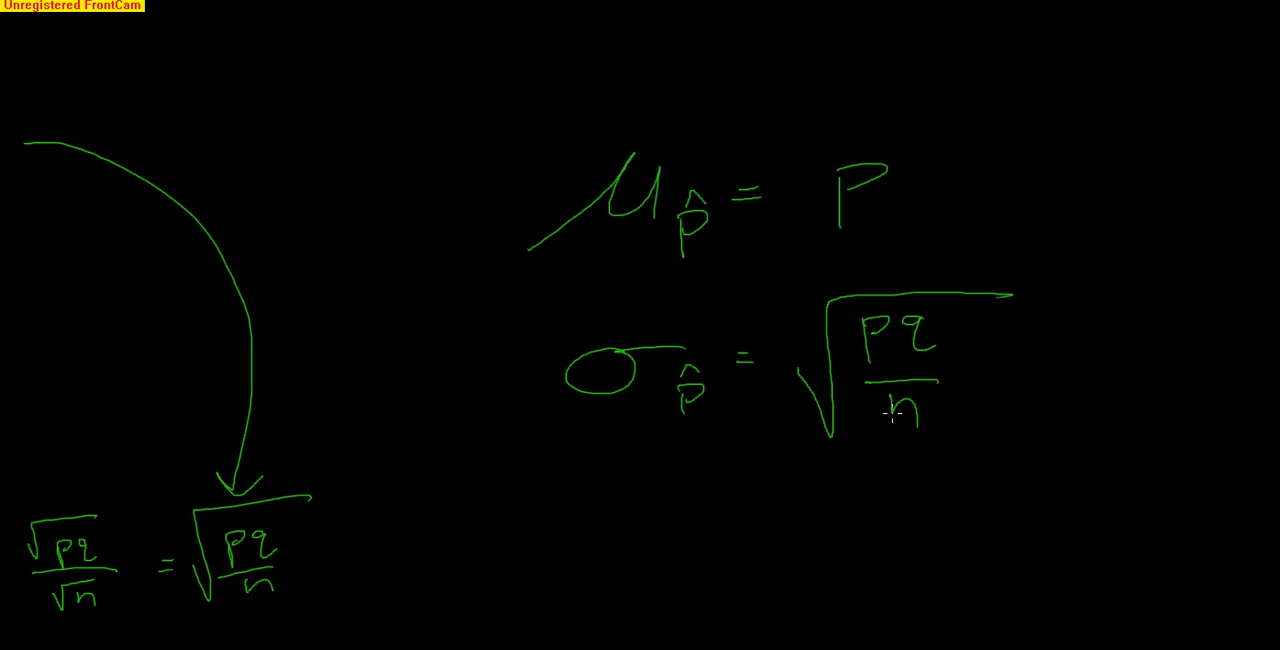 Unregistered FrontCam
μ_p̂ = P
σ_p̂ = √(pq/n)
√pq/√n = √(pq/n)